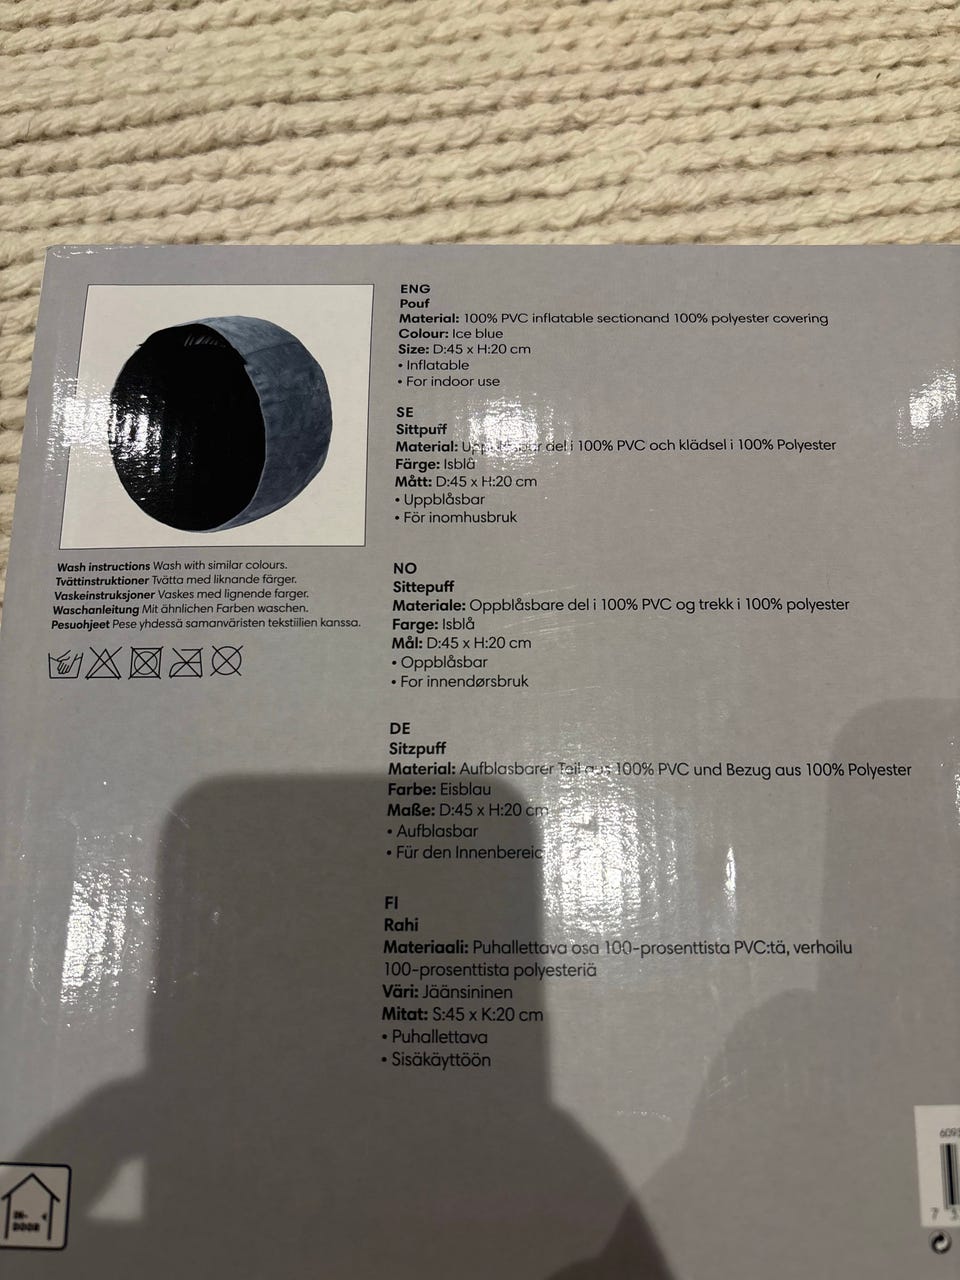 ENG
Pouf
Material: 100% PVC inflatable sectionand 100% polyester covering
Colour: Ice blue
Size: D:45 x H:20 cm
• Inflatable
• For indoor use
SE
Sittpuff
Material: Uppblåsbar del i 100% PVC och klädsel i 100% Polyester
Färge: Isblå
Mått: D:45 x H:20 cm
• Uppblåsbar
• För inomhusbruk
Wash instructions Wash with similar colours.
Tvättinstruktioner Tvätta med liknande färger.
Vaskeinstruksjoner Vaskes med lignende farger.
Waschanleitung Mit ähnlichen Farben waschen.
Pesuohjeet Pese yhdessä samanväristen tekstiilien kanssa.
NO
Sittepuff
Materiale: Oppblåsbare del i 100% PVC og trekk i 100% polyester
Farge: Isblå
Mål: D:45 x H:20 cm
• Oppblåsbar
• For innendørsbruk
DE
Sitzpuff
Material: Aufblasbarer Teil aus 100% PVC und Bezug aus 100% Polyester
Farbe: Eisblau
Maße: D:45 x H:20 cm
• Aufblasbar
• Für den Innenbereic
FI
Rahi
Materiaali: Puhallettava osa 100-prosenttista PVC:tä, verhoilu
100-prosenttista polyesteriä
Väri: Jäänsininen
Mitat: S:45 x K:20 cm
• Puhallettava
• Sisäkäyttöön
IN-
DOOR